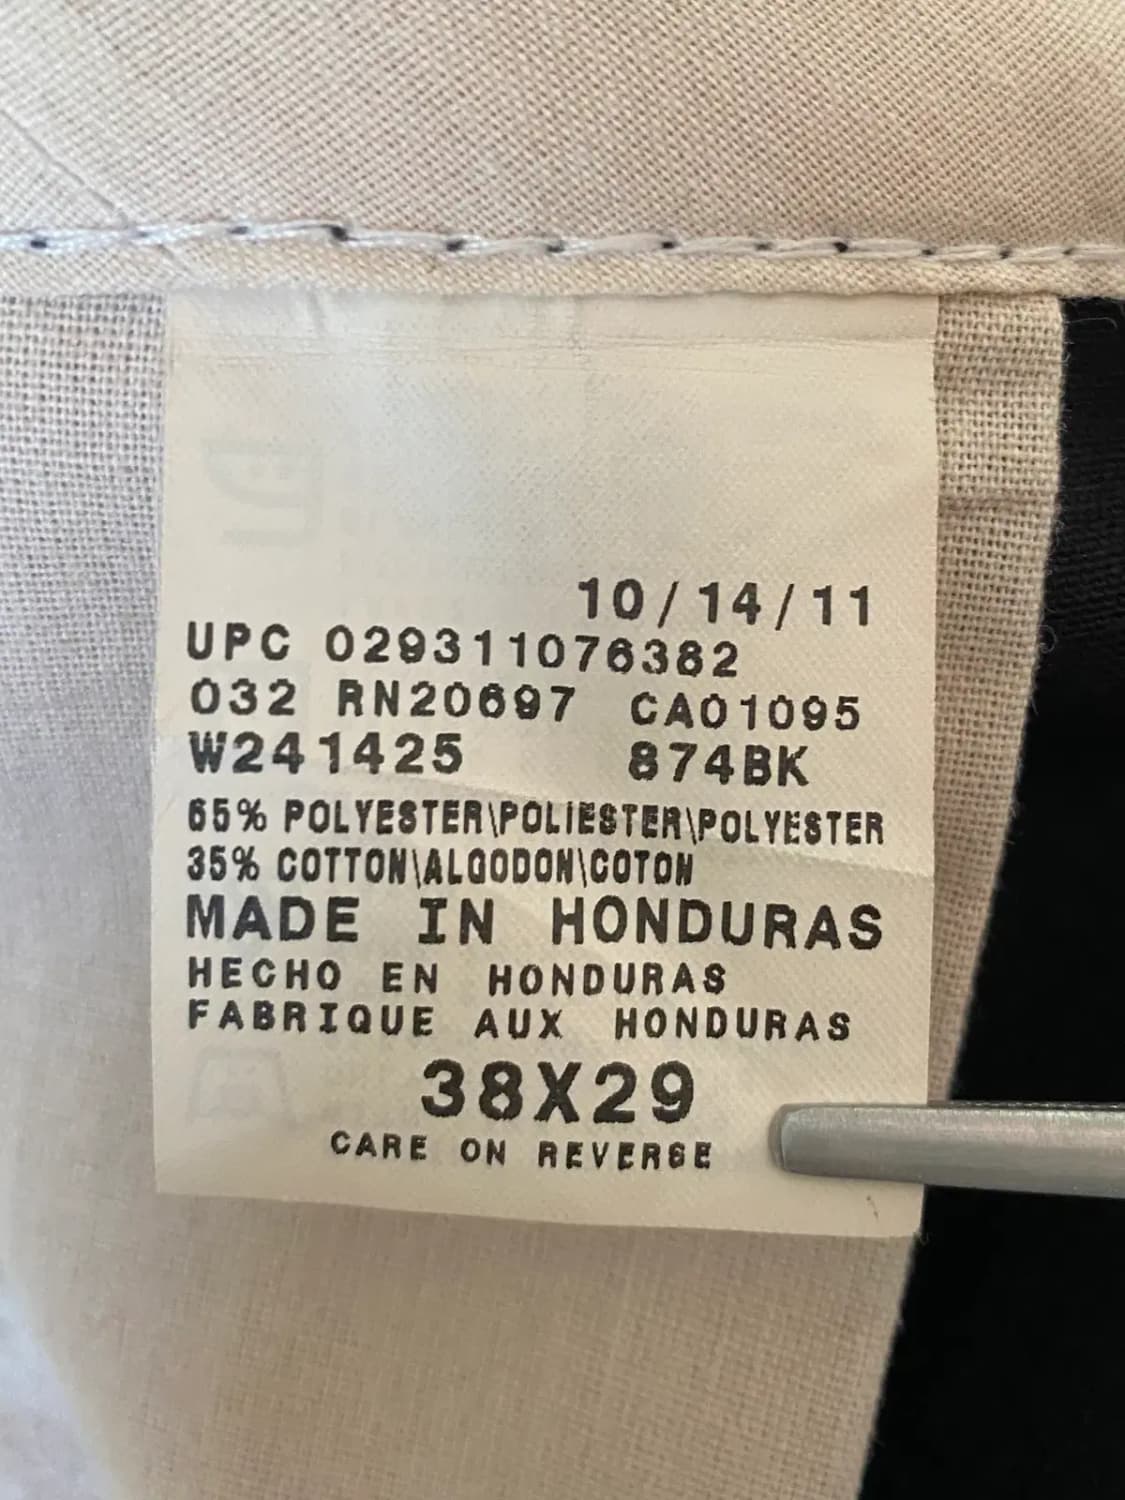 10/14/11
UPC 029311076382
032 RN20697 CA01095
W241425 874BK
65% POLYESTER\POLIESTER\POLYESTER
35% COTTON\ALGODON\COTON
MADE IN HONDURAS
HECHO EN HONDURAS
FABRIQUE AUX HONDURAS
38X29
CARE ON REVERSE